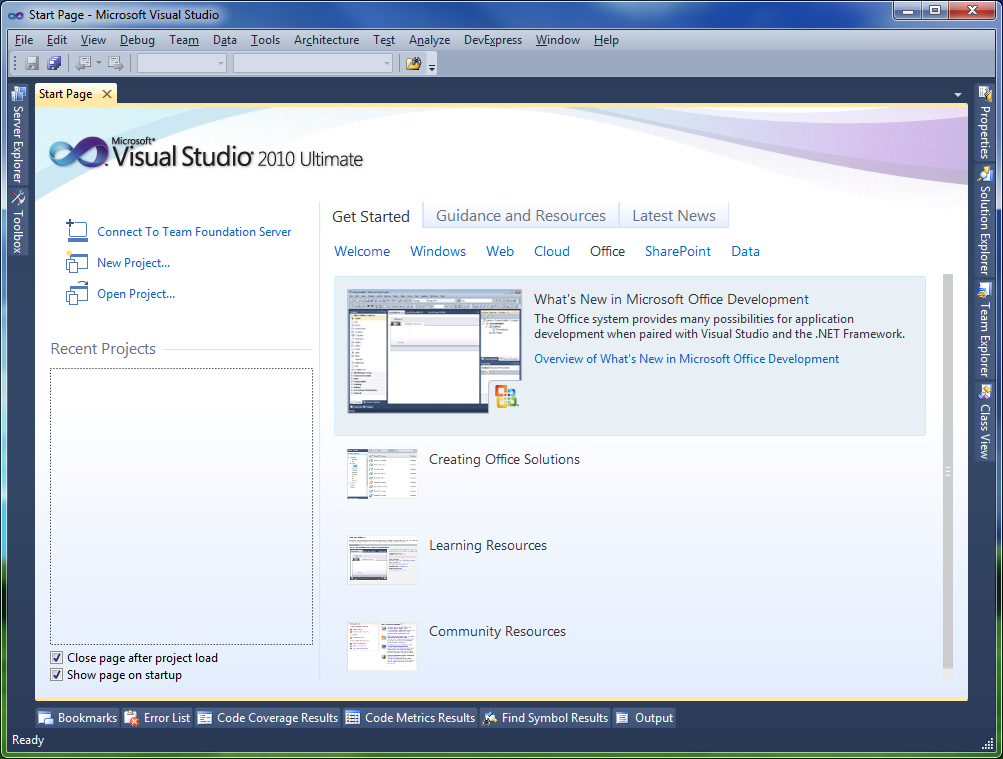 Start Page - Microsoft Visual Studio
File Edit View Debug Team Data Tools Architecture Test Analyze DevExpress Window Help
Start Page
Server Explorer
Toolbox
Properties
Solution Explorer
Team Explorer
Class View
Microsoft®
Visual Studio® 2010 Ultimate
Connect To Team Foundation Server
New Project...
Open Project...
Recent Projects
Close page after project load
Show page on startup
Get Started Guidance and Resources Latest News
Welcome Windows Web Cloud Office SharePoint Data
What's New in Microsoft Office Development
The Office system provides many possibilities for application
development when paired with Visual Studio and the .NET Framework.
Overview of What's New in Microsoft Office Development
Creating Office Solutions
Learning Resources
Community Resources
Bookmarks Error List Code Coverage Results Code Metrics Results Find Symbol Results Output
Ready